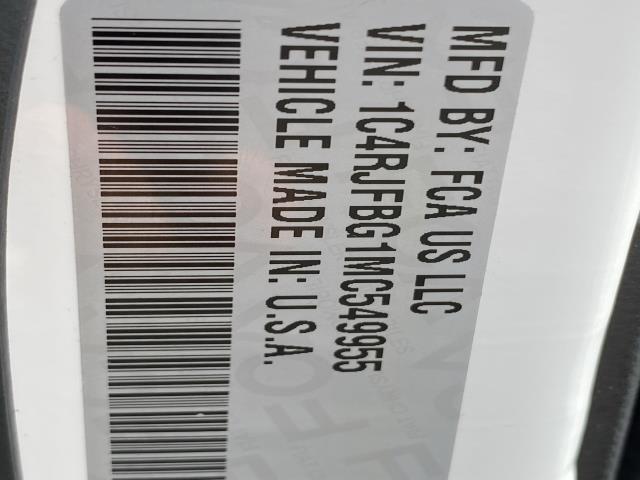 MFD BY: FCA US LLC
VIN: 1C4RJFBG1MC549955
VEHICLE MADE IN: U.S.A.